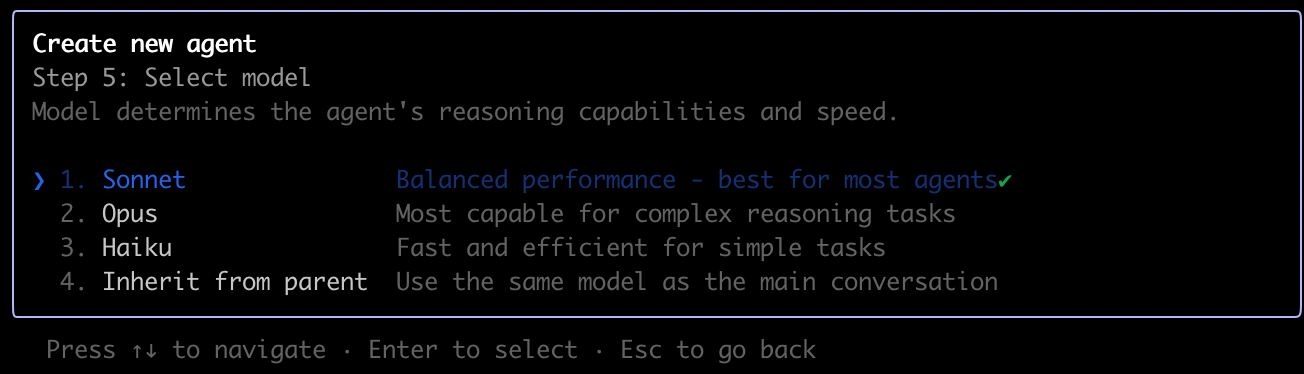 Create new agent
Step 5: Select model
Model determines the agent's reasoning capabilities and speed.
❯ 1. Sonnet Balanced performance - best for most agents✔
2. Opus Most capable for complex reasoning tasks
3. Haiku Fast and efficient for simple tasks
4. Inherit from parent Use the same model as the main conversation
Press ↑↓ to navigate · Enter to select · Esc to go back